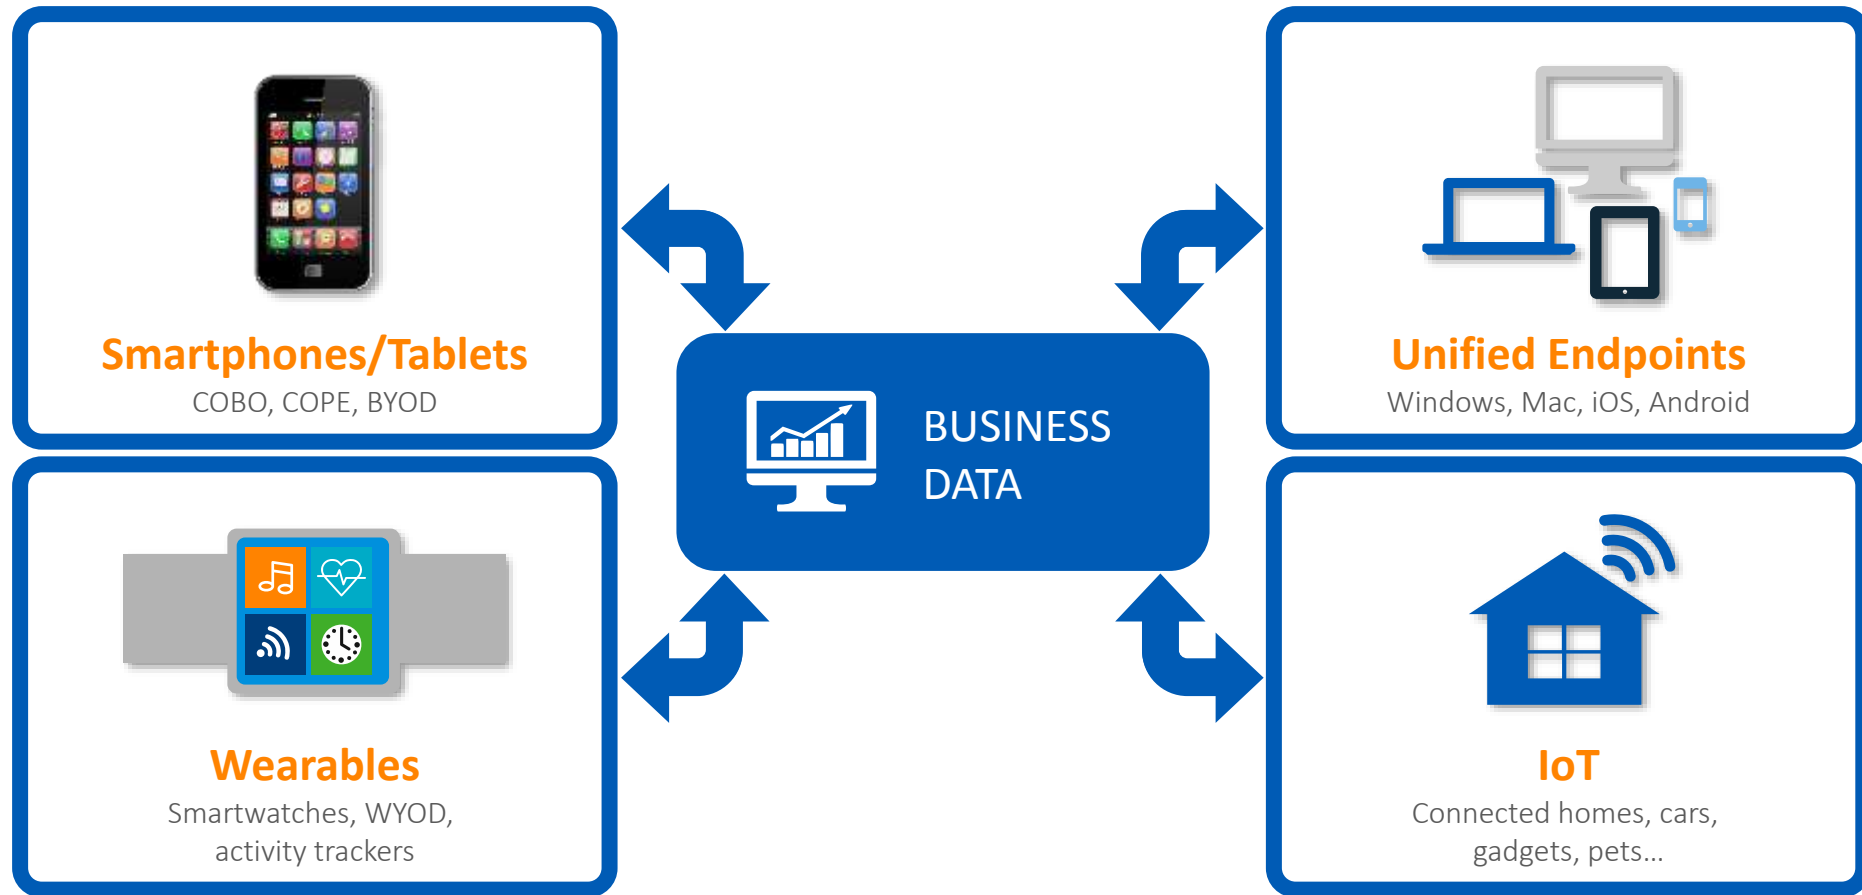 Smartphones/Tablets
COBO, COPE, BYOD
Unified Endpoints
Windows, Mac, iOS, Android
BUSINESS
DATA
Wearables
Smartwatches, WYOD,
activity trackers
IoT
Connected homes, cars,
gadgets, pets...